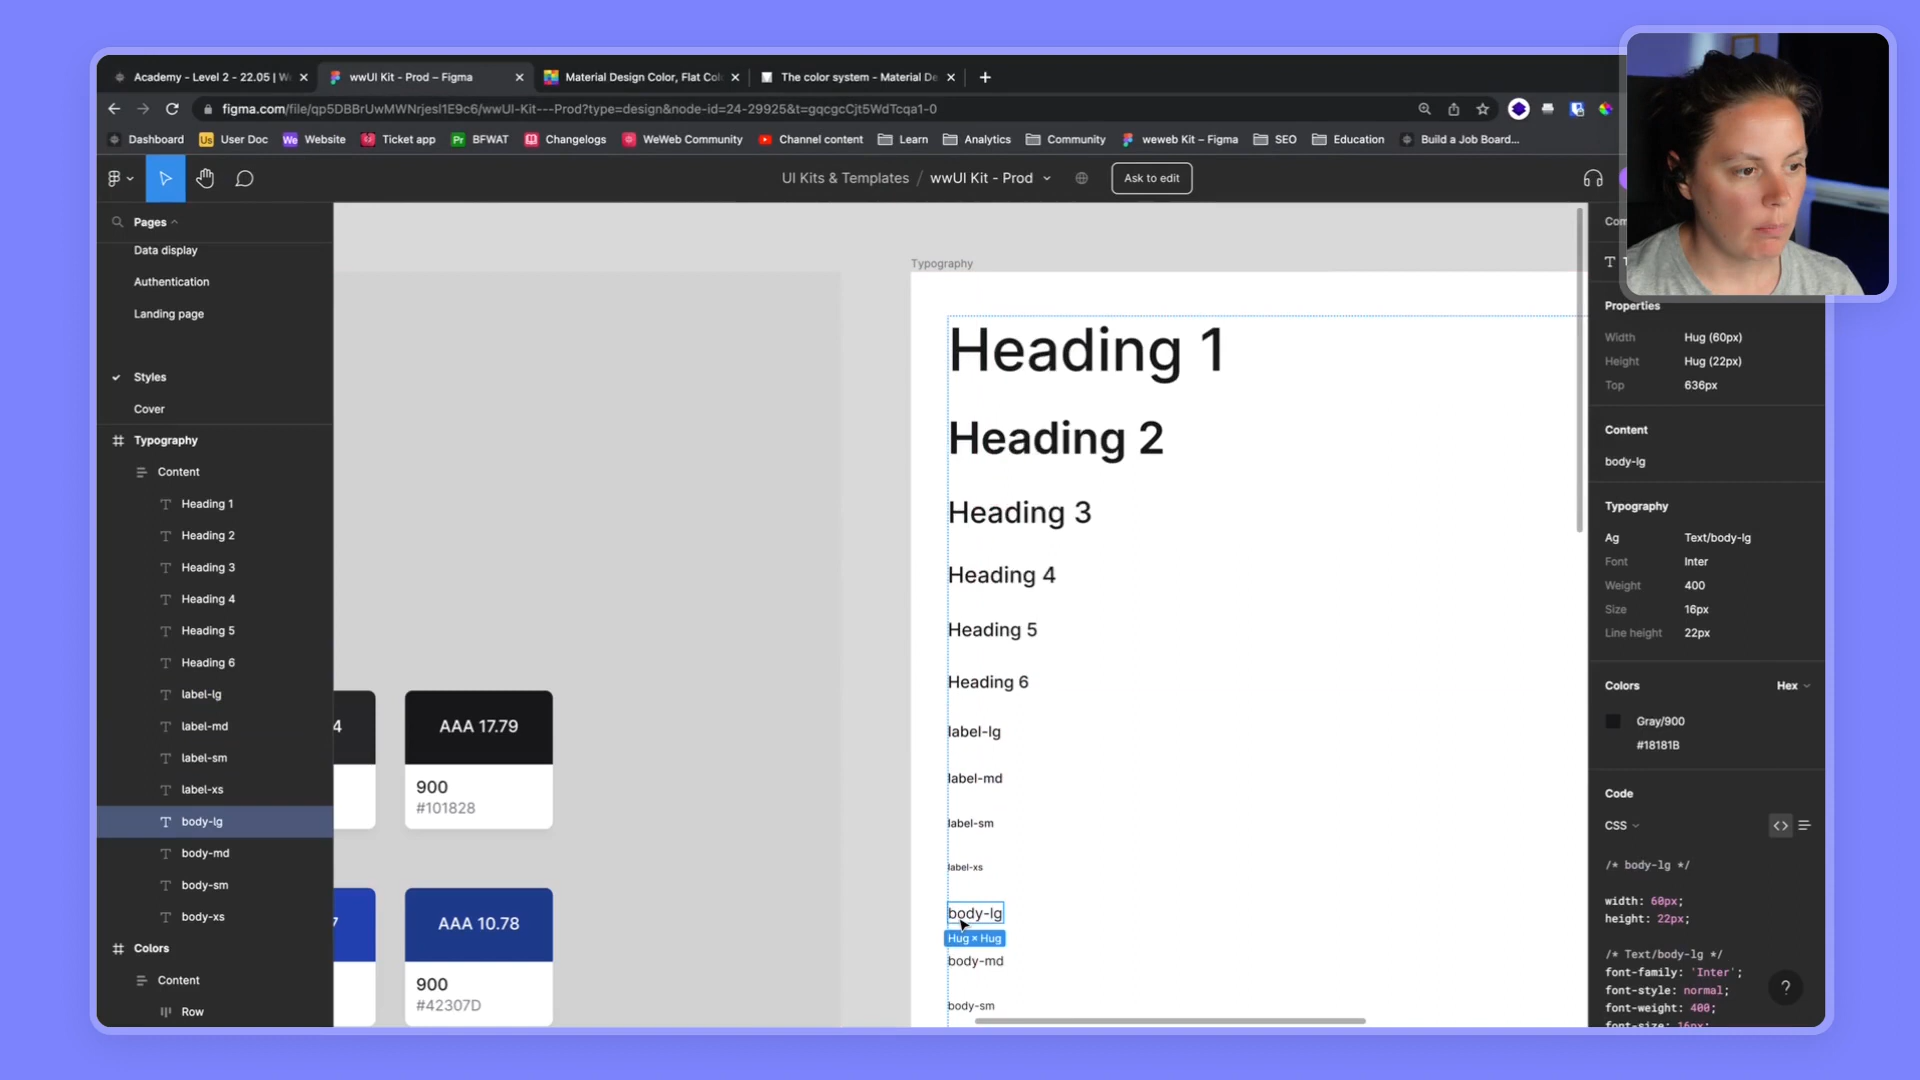 Academy - Level 2 - 22.05 | We
wwUI Kit - Prod – Figma
Material Design Color, Flat Col
The color system - Material De
figma.com/file/qp5DBBrUwMWNrjesI1E9c6/wwUI-Kit---Prod?type=design&node-id=24-29925&t=gqcgcCjt5WdTcqa1-0
Dashboard
Us User Doc
We Website
Ticket app
Pr BFWAT
Changelogs
WeWeb Community
Channel content
Learn
Analytics
Community
weweb Kit – Figma
SEO
Education
Build a Job Board...
UI Kits & Templates / wwUI Kit - Prod
Ask to edit
Pages
Data display
Authentication
Landing page
Styles
Cover
Typography
Content
Heading 1
Heading 2
Heading 3
Heading 4
Heading 5
Heading 6
label-lg
label-md
label-sm
label-xs
body-lg
body-md
body-sm
body-xs
Colors
Content
Row
4
AAA 17.79
900
#101828
7
AAA 10.78
900
#42307D
Typography
Heading 1
Heading 2
Heading 3
Heading 4
Heading 5
Heading 6
label-lg
label-md
label-sm
label-xs
body-lg
Hug × Hug
body-md
body-sm
Com
Properties
Width Hug (60px)
Height Hug (22px)
Top 636px
Content
body-lg
Typography
Ag Text/body-lg
Font Inter
Weight 400
Size 16px
Line height 22px
Colors Hex
Gray/900
#18181B
Code
CSS
/* body-lg */
width: 60px;
height: 22px;
/* Text/body-lg */
font-family: 'Inter';
font-style: normal;
font-weight: 400;
font-size: 16px;
?